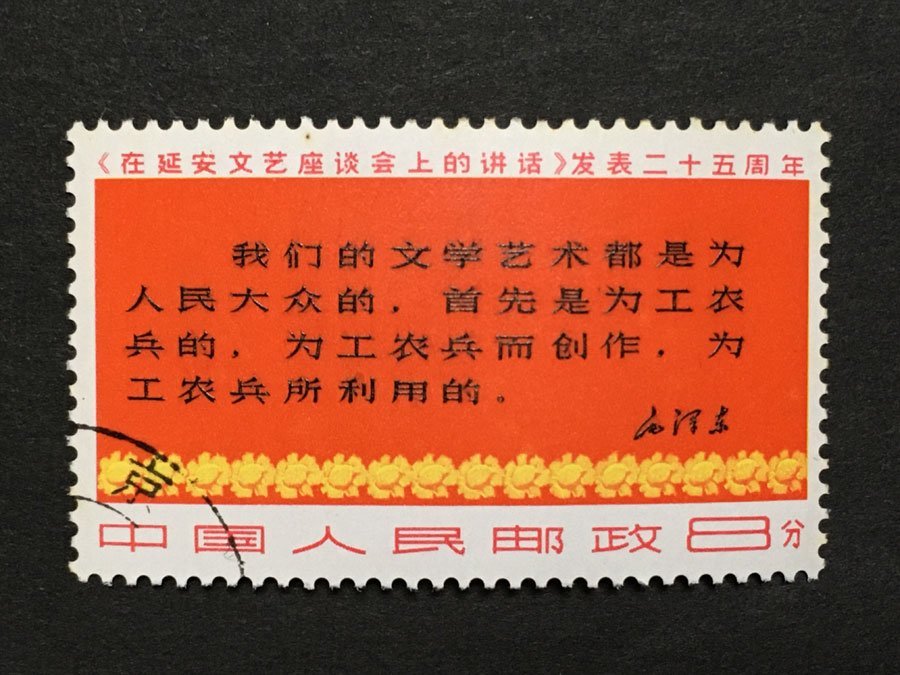 《在延安文艺座谈会上的讲话》发表二十五周年
我们的文学艺术都是为
人民大众的，首先是为工农
兵的，为工农兵而创作，为
工农兵所利用的。
毛泽东
京
中国人民邮政8分